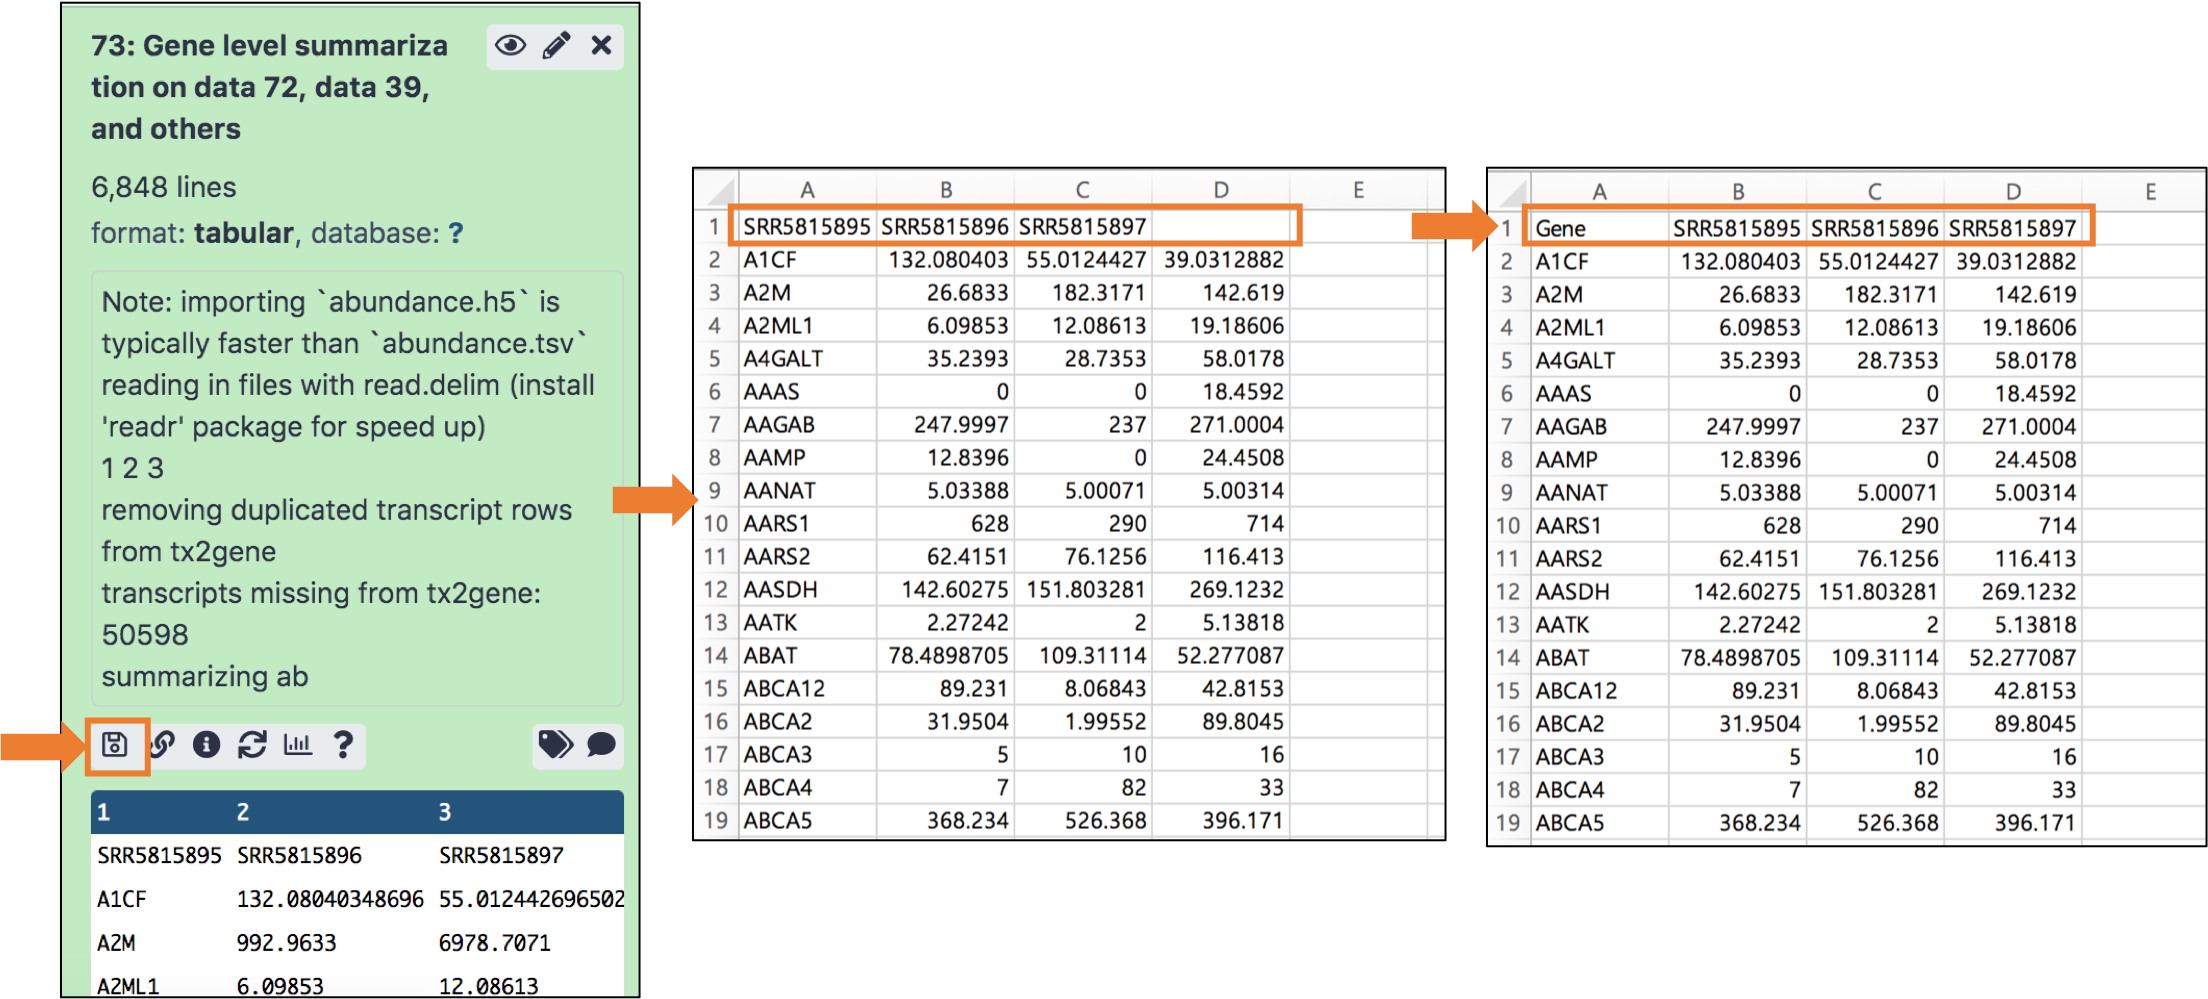 73: Gene level summariza
tion on data 72, data 39,
and others
6,848 lines
format: tabular, database: ?
Note: importing `abundance.h5` is
typically faster than `abundance.tsv`
reading in files with read.delim (install
'readr' package for speed up)
1 2 3
removing duplicated transcript rows
from tx2gene
transcripts missing from tx2gene:
50598
summarizing ab
?
1 2 3
SRR5815895 SRR5815896 SRR5815897
A1CF 132.08040348696 55.012442696502
A2M 992.9633 6978.7071
A2ML1 6.09853 12.08613
A B C D E
1 SRR5815895 SRR5815896 SRR5815897
2 A1CF 132.080403 55.0124427 39.0312882
3 A2M 26.6833 182.3171 142.619
4 A2ML1 6.09853 12.08613 19.18606
5 A4GALT 35.2393 28.7353 58.0178
6 AAAS 0 0 18.4592
7 AAGAB 247.9997 237 271.0004
8 AAMP 12.8396 0 24.4508
9 AANAT 5.03388 5.00071 5.00314
10 AARS1 628 290 714
11 AARS2 62.4151 76.1256 116.413
12 AASDH 142.60275 151.803281 269.1232
13 AATK 2.27242 2 5.13818
14 ABAT 78.4898705 109.31114 52.277087
15 ABCA12 89.231 8.06843 42.8153
16 ABCA2 31.9504 1.99552 89.8045
17 ABCA3 5 10 16
18 ABCA4 7 82 33
19 ABCA5 368.234 526.368 396.171
A B C D E
1 Gene SRR5815895 SRR5815896 SRR5815897
2 A1CF 132.080403 55.0124427 39.0312882
3 A2M 26.6833 182.3171 142.619
4 A2ML1 6.09853 12.08613 19.18606
5 A4GALT 35.2393 28.7353 58.0178
6 AAAS 0 0 18.4592
7 AAGAB 247.9997 237 271.0004
8 AAMP 12.8396 0 24.4508
9 AANAT 5.03388 5.00071 5.00314
10 AARS1 628 290 714
11 AARS2 62.4151 76.1256 116.413
12 AASDH 142.60275 151.803281 269.1232
13 AATK 2.27242 2 5.13818
14 ABAT 78.4898705 109.31114 52.277087
15 ABCA12 89.231 8.06843 42.8153
16 ABCA2 31.9504 1.99552 89.8045
17 ABCA3 5 10 16
18 ABCA4 7 82 33
19 ABCA5 368.234 526.368 396.171